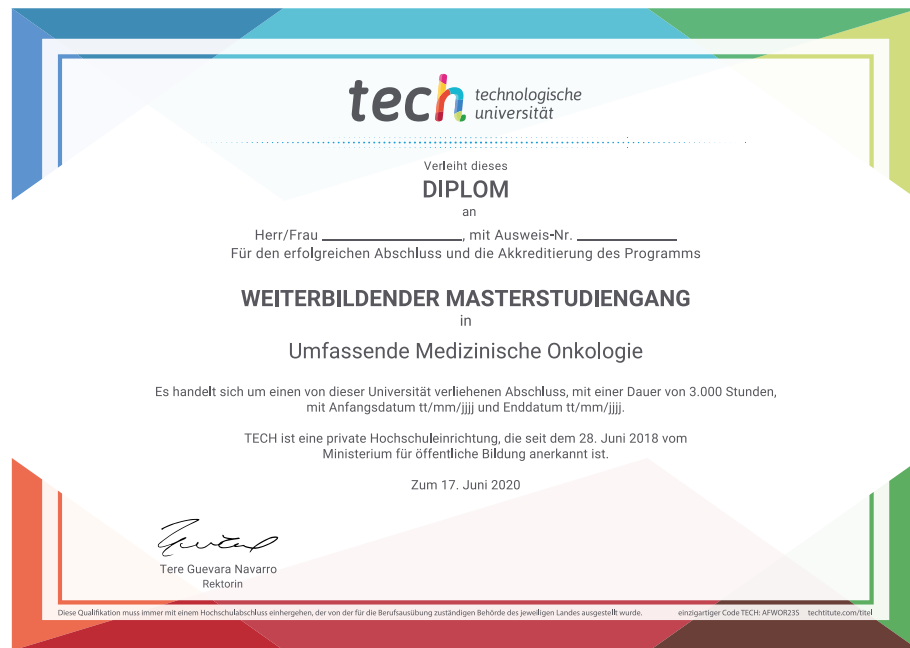 tech technologische
universität
Verleiht dieses
DIPLOM
an
Herr/Frau ____________________, mit Ausweis-Nr. ______________
Für den erfolgreichen Abschluss und die Akkreditierung des Programms
WEITERBILDENDER MASTERSTUDIENGANG
in
Umfassende Medizinische Onkologie
Es handelt sich um einen von dieser Universität verliehenen Abschluss, mit einer Dauer von 3.000 Stunden,
mit Anfangsdatum tt/mm/jjjj und Enddatum tt/mm/jjjj.
TECH ist eine private Hochschuleinrichtung, die seit dem 28. Juni 2018 vom
Ministerium für öffentliche Bildung anerkannt ist.
Zum 17. Juni 2020
Tere Guevara Navarro
Rektorin
Diese Qualifikation muss immer mit einem Hochschulabschluss einhergehen, der von der für die Berufsausübung zuständigen Behörde des jeweiligen Landes ausgestellt wurde. einzigartiger Code TECH: AFWOR23S techtitute.com/titel